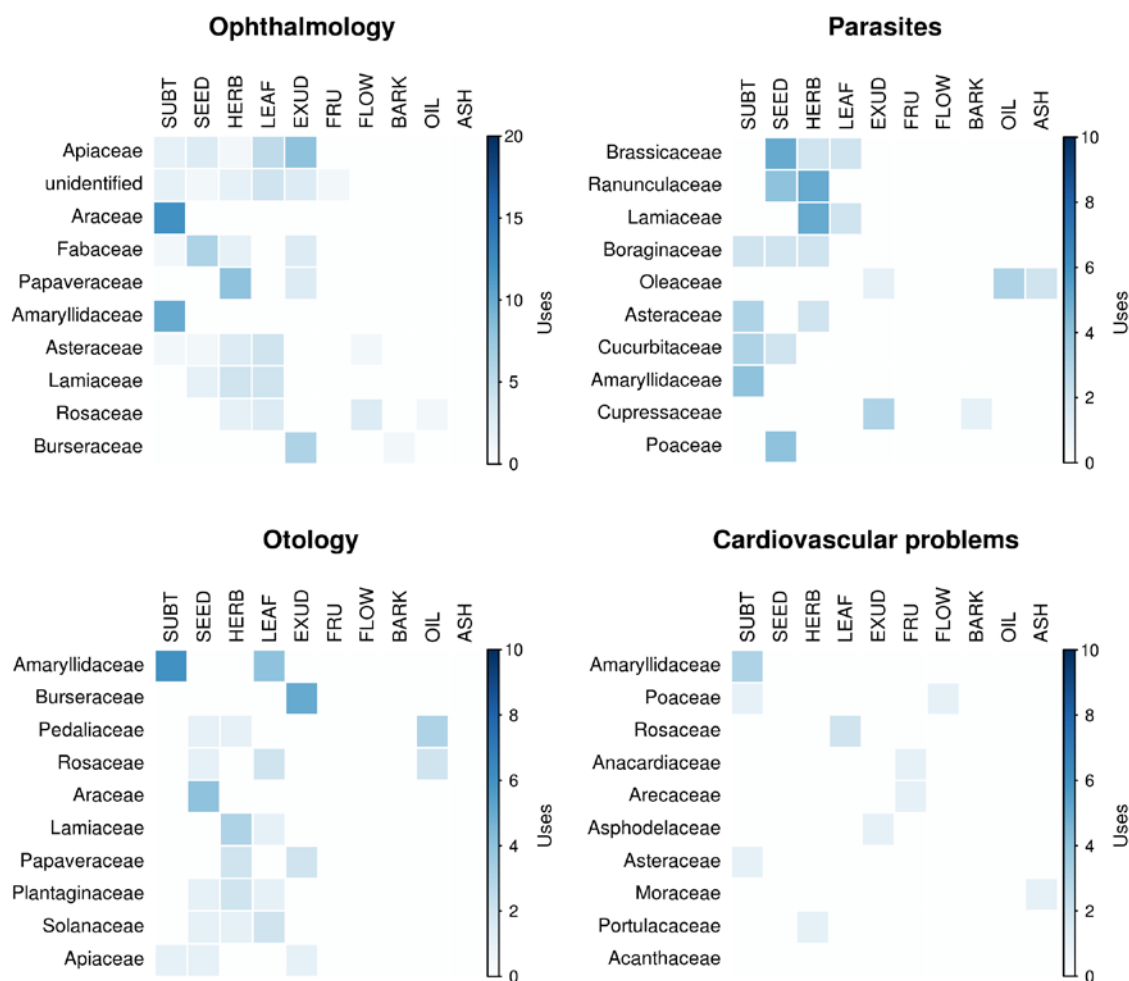 Ophthalmology
SUBT SEED HERB LEAF EXUD FRU FLOW BARK OIL ASH
Apiaceae
unidentified
Araceae
Fabaceae
Papaveraceae
Amaryllidaceae
Asteraceae
Lamiaceae
Rosaceae
Burseraceae
20
15
10
5
0
Uses
Parasites
SUBT SEED HERB LEAF EXUD FRU FLOW BARK OIL ASH
Brassicaceae
Ranunculaceae
Lamiaceae
Boraginaceae
Oleaceae
Asteraceae
Cucurbitaceae
Amaryllidaceae
Cupressaceae
Poaceae
10
8
6
4
2
0
Uses
Otology
SUBT SEED HERB LEAF EXUD FRU FLOW BARK OIL ASH
Amaryllidaceae
Burseraceae
Pedaliaceae
Rosaceae
Araceae
Lamiaceae
Papaveraceae
Plantaginaceae
Solanaceae
Apiaceae
10
8
6
4
2
0
Uses
Cardiovascular problems
SUBT SEED HERB LEAF EXUD FRU FLOW BARK OIL ASH
Amaryllidaceae
Poaceae
Rosaceae
Anacardiaceae
Arecaceae
Asphodelaceae
Asteraceae
Moraceae
Portulacaceae
Acanthaceae
10
8
6
4
2
0
Uses